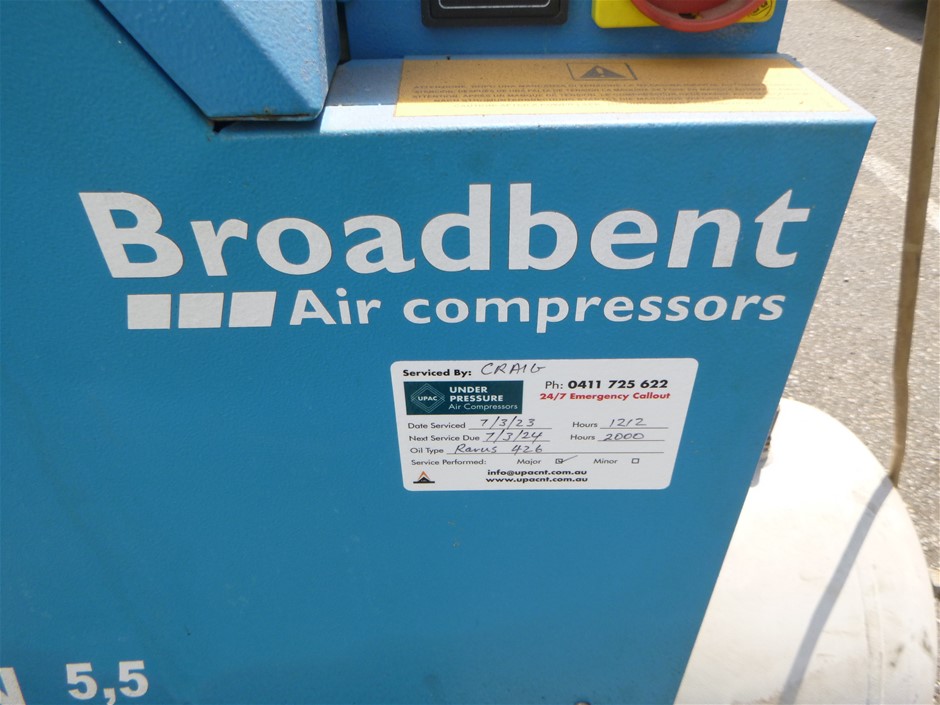 Broadbent
Air compressors
Serviced By: CRAIG
UPAC
UNDER
PRESSURE
Air Compressors
Ph: 0411 725 622
24/7 Emergency Callout
Date Serviced 7/3/23 Hours 1212
Next Service Due 7/3/24 Hours 2000
Oil Type Rarus 426
Service Performed: Major ☑ Minor ☐
info@upacnt.com.au
www.upacnt.com.au
N 5,5